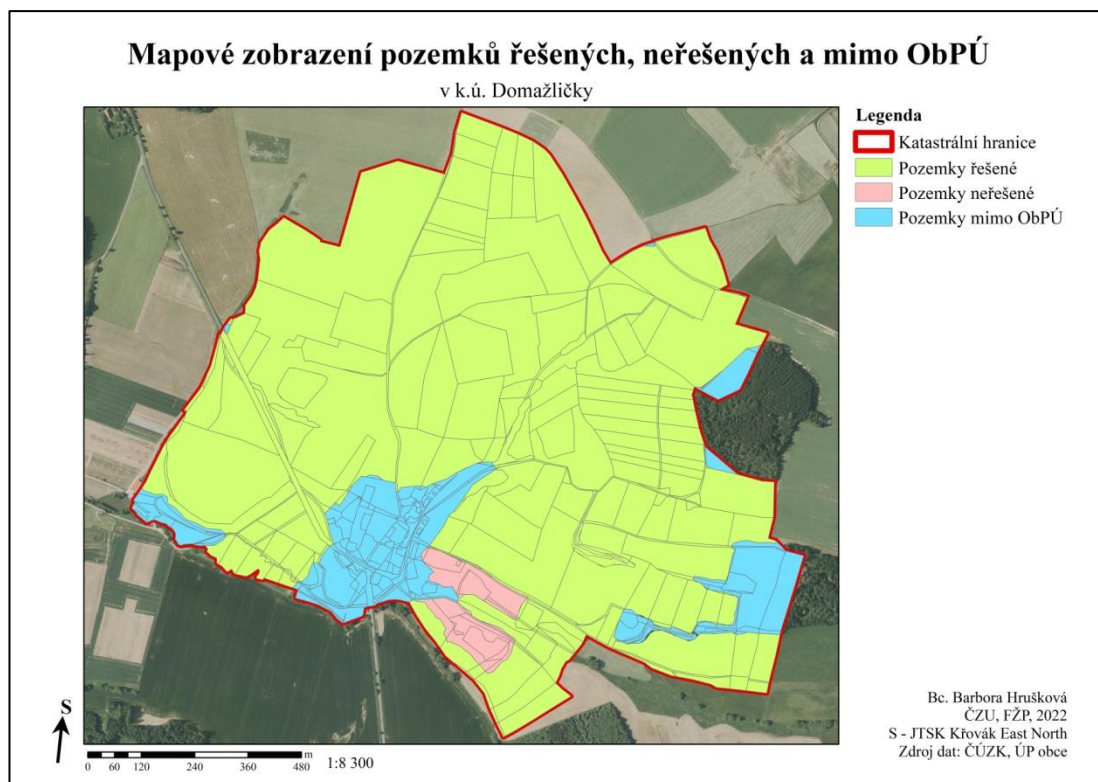 Mapové zobrazení pozemků řešených, neřešených a mimo ObPÚ
v k.ú. Domažličky
Legenda
Katastrální hranice
Pozemky řešené
Pozemky neřešené
Pozemky mimo ObPÚ
S
0 60 120 240 360 480 m
1:8 300
Bc. Barbora Hrušková
ČZU, FŽP, 2022
S - JTSK Křovák East North
Zdroj dat: ČÚZK, ÚP obce